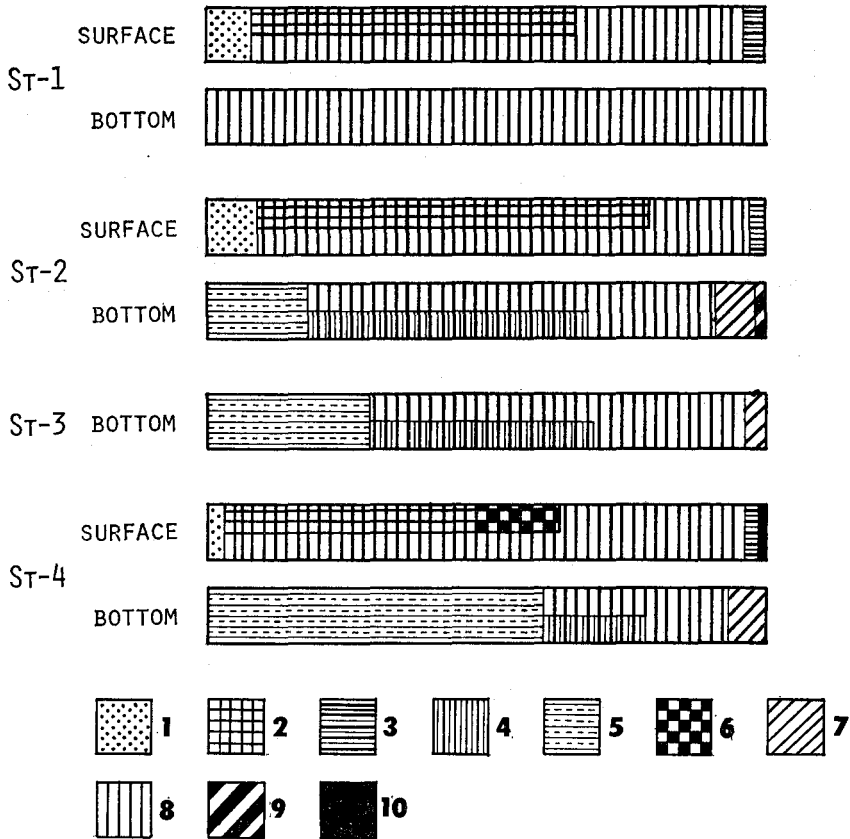 SURFACE
ST-1
BOTTOM
SURFACE
ST-2
BOTTOM
ST-3 BOTTOM
SURFACE
ST-4
BOTTOM
1 2 3 4 5 6 7
8 9 10